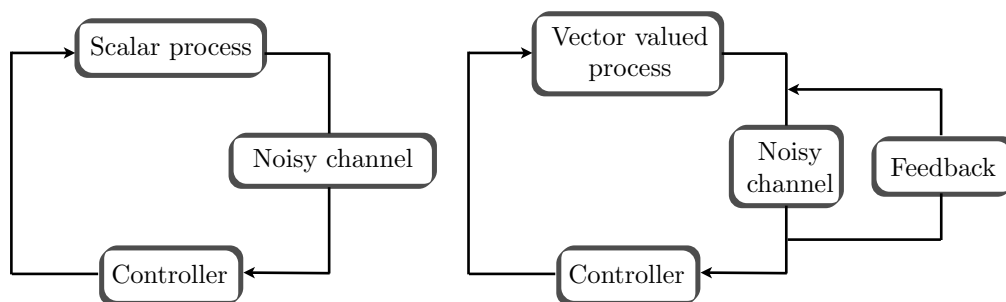 Scalar process
Noisy channel
Controller
Vector valued
process
Noisy
channel
Feedback
Controller